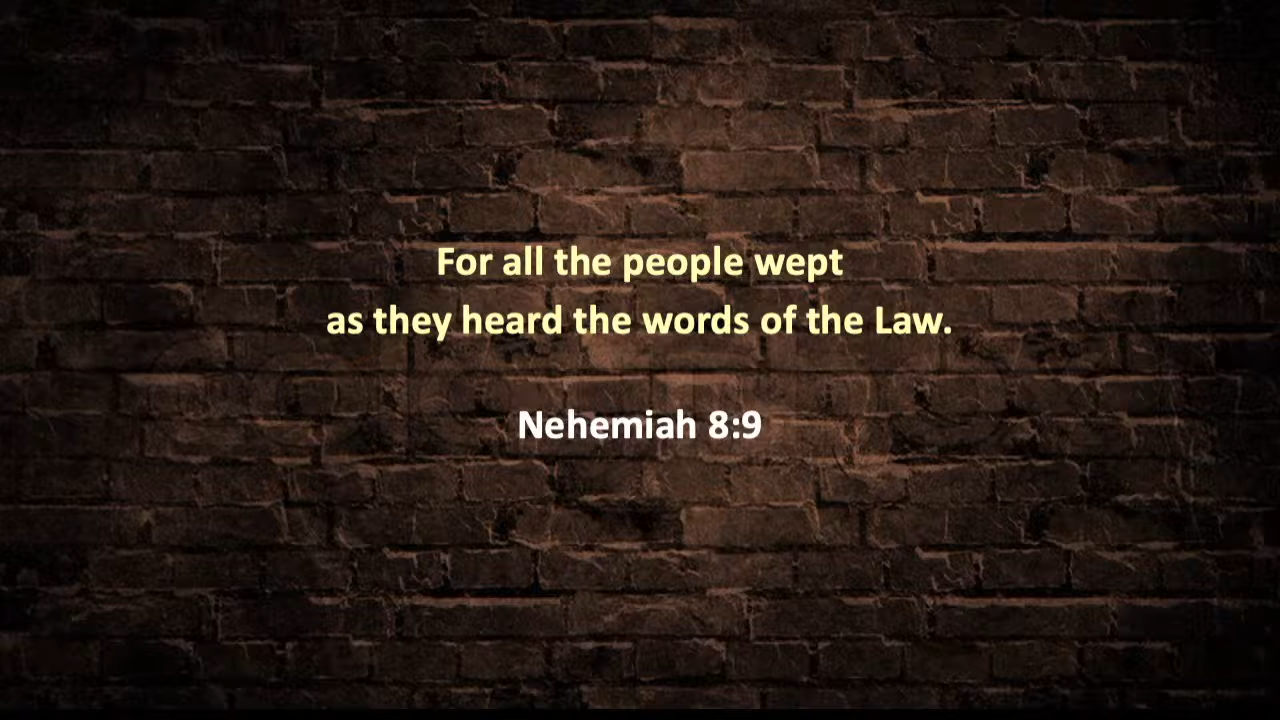 For all the people wept
as they heard the words of the Law.
Nehemiah 8:9